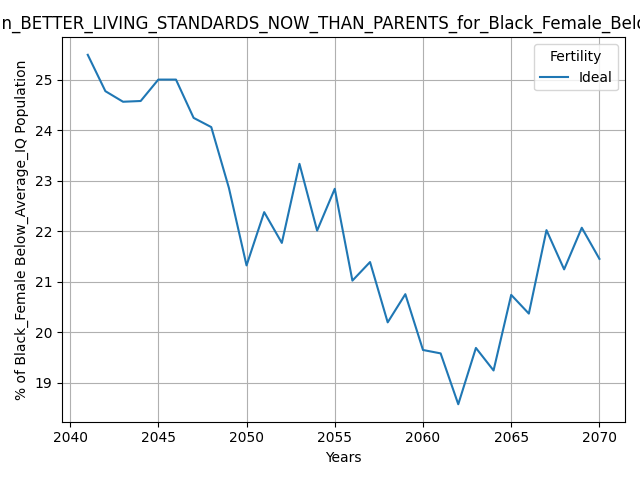 n_BETTER_LIVING_STANDARDS_NOW_THAN_PARENTS_for_Black_Female_Belo
Fertility
Ideal
% of Black_Female Below_Average_IQ Population
25
24
23
22
21
20
19
2040 2045 2050 2055 2060 2065 2070
Years